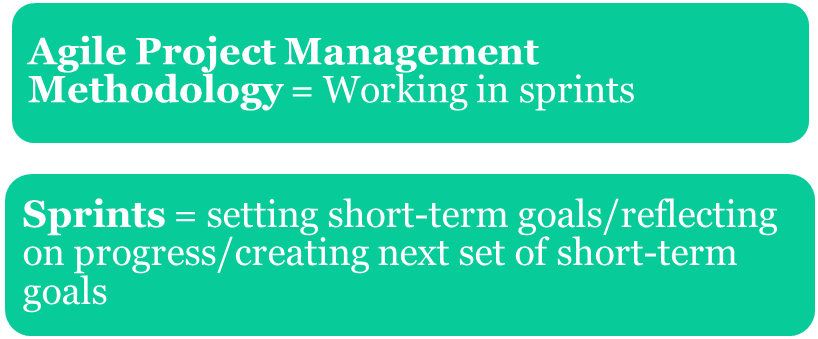 Agile Project Management
Methodology = Working in sprints
Sprints = setting short-term goals/reflecting
on progress/creating next set of short-term
goals